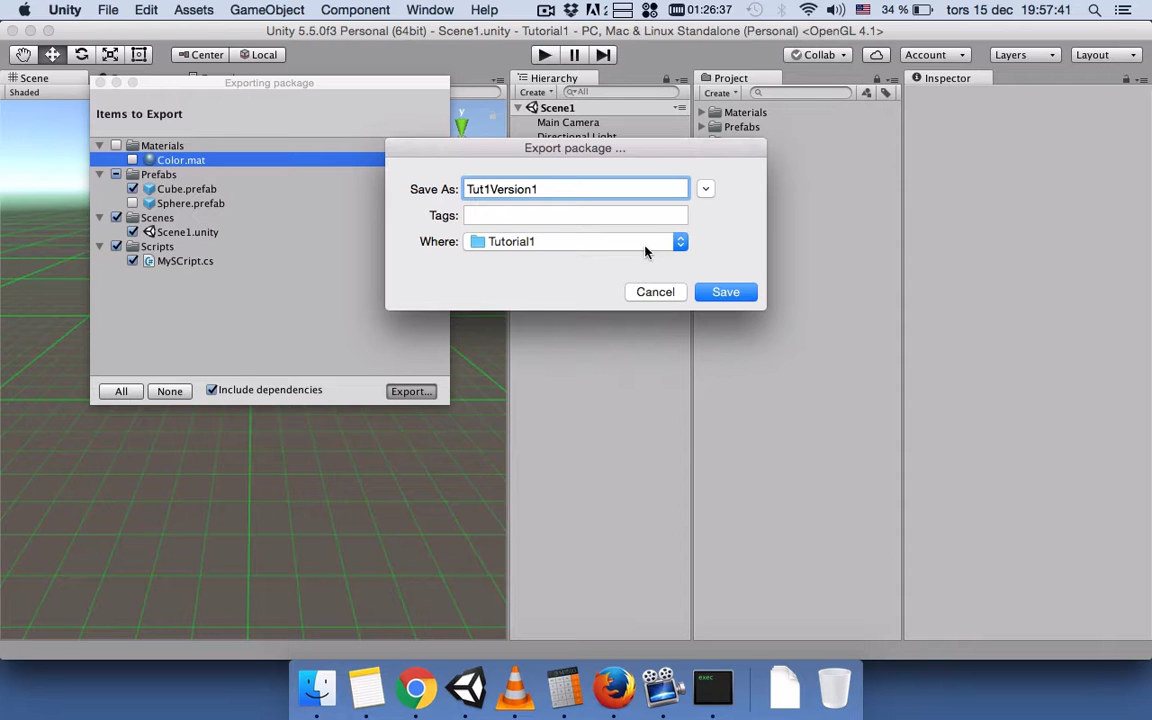 Unity File Edit Assets GameObject Component Window Help 01:26:37 34 % tors 15 dec 19:57:41
Unity 5.5.0f3 Personal (64bit) - Scene1.unity - Tutorial1 - PC, Mac & Linux Standalone (Personal) <OpenGL 4.1>
Center Local Collab Account Layers Layout
Scene Hierarchy Project Inspector
Shaded Create All Create
Exporting package
Items to Export
Materials
Color.mat
Prefabs
Cube.prefab
Sphere.prefab
Scenes
Scene1.unity
Scripts
MySCript.cs
All None Include dependencies Export...
y
Scene1
Main Camera
Directional Light
Materials
Prefabs
Export package ...
Save As: Tut1Version1
Tags:
Where: Tutorial1
Cancel Save
exec